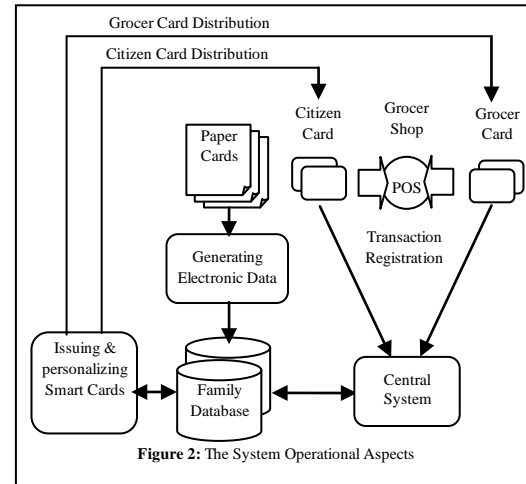 Grocer Card Distribution
Citizen Card Distribution
Citizen
Card
Grocer
Shop
Grocer
Card
Paper
Cards
POS
Transaction
Registration
Generating
Electronic Data
Issuing &
personalizing
Smart Cards
Family
Database
Central
System
Figure 2: The System Operational Aspects